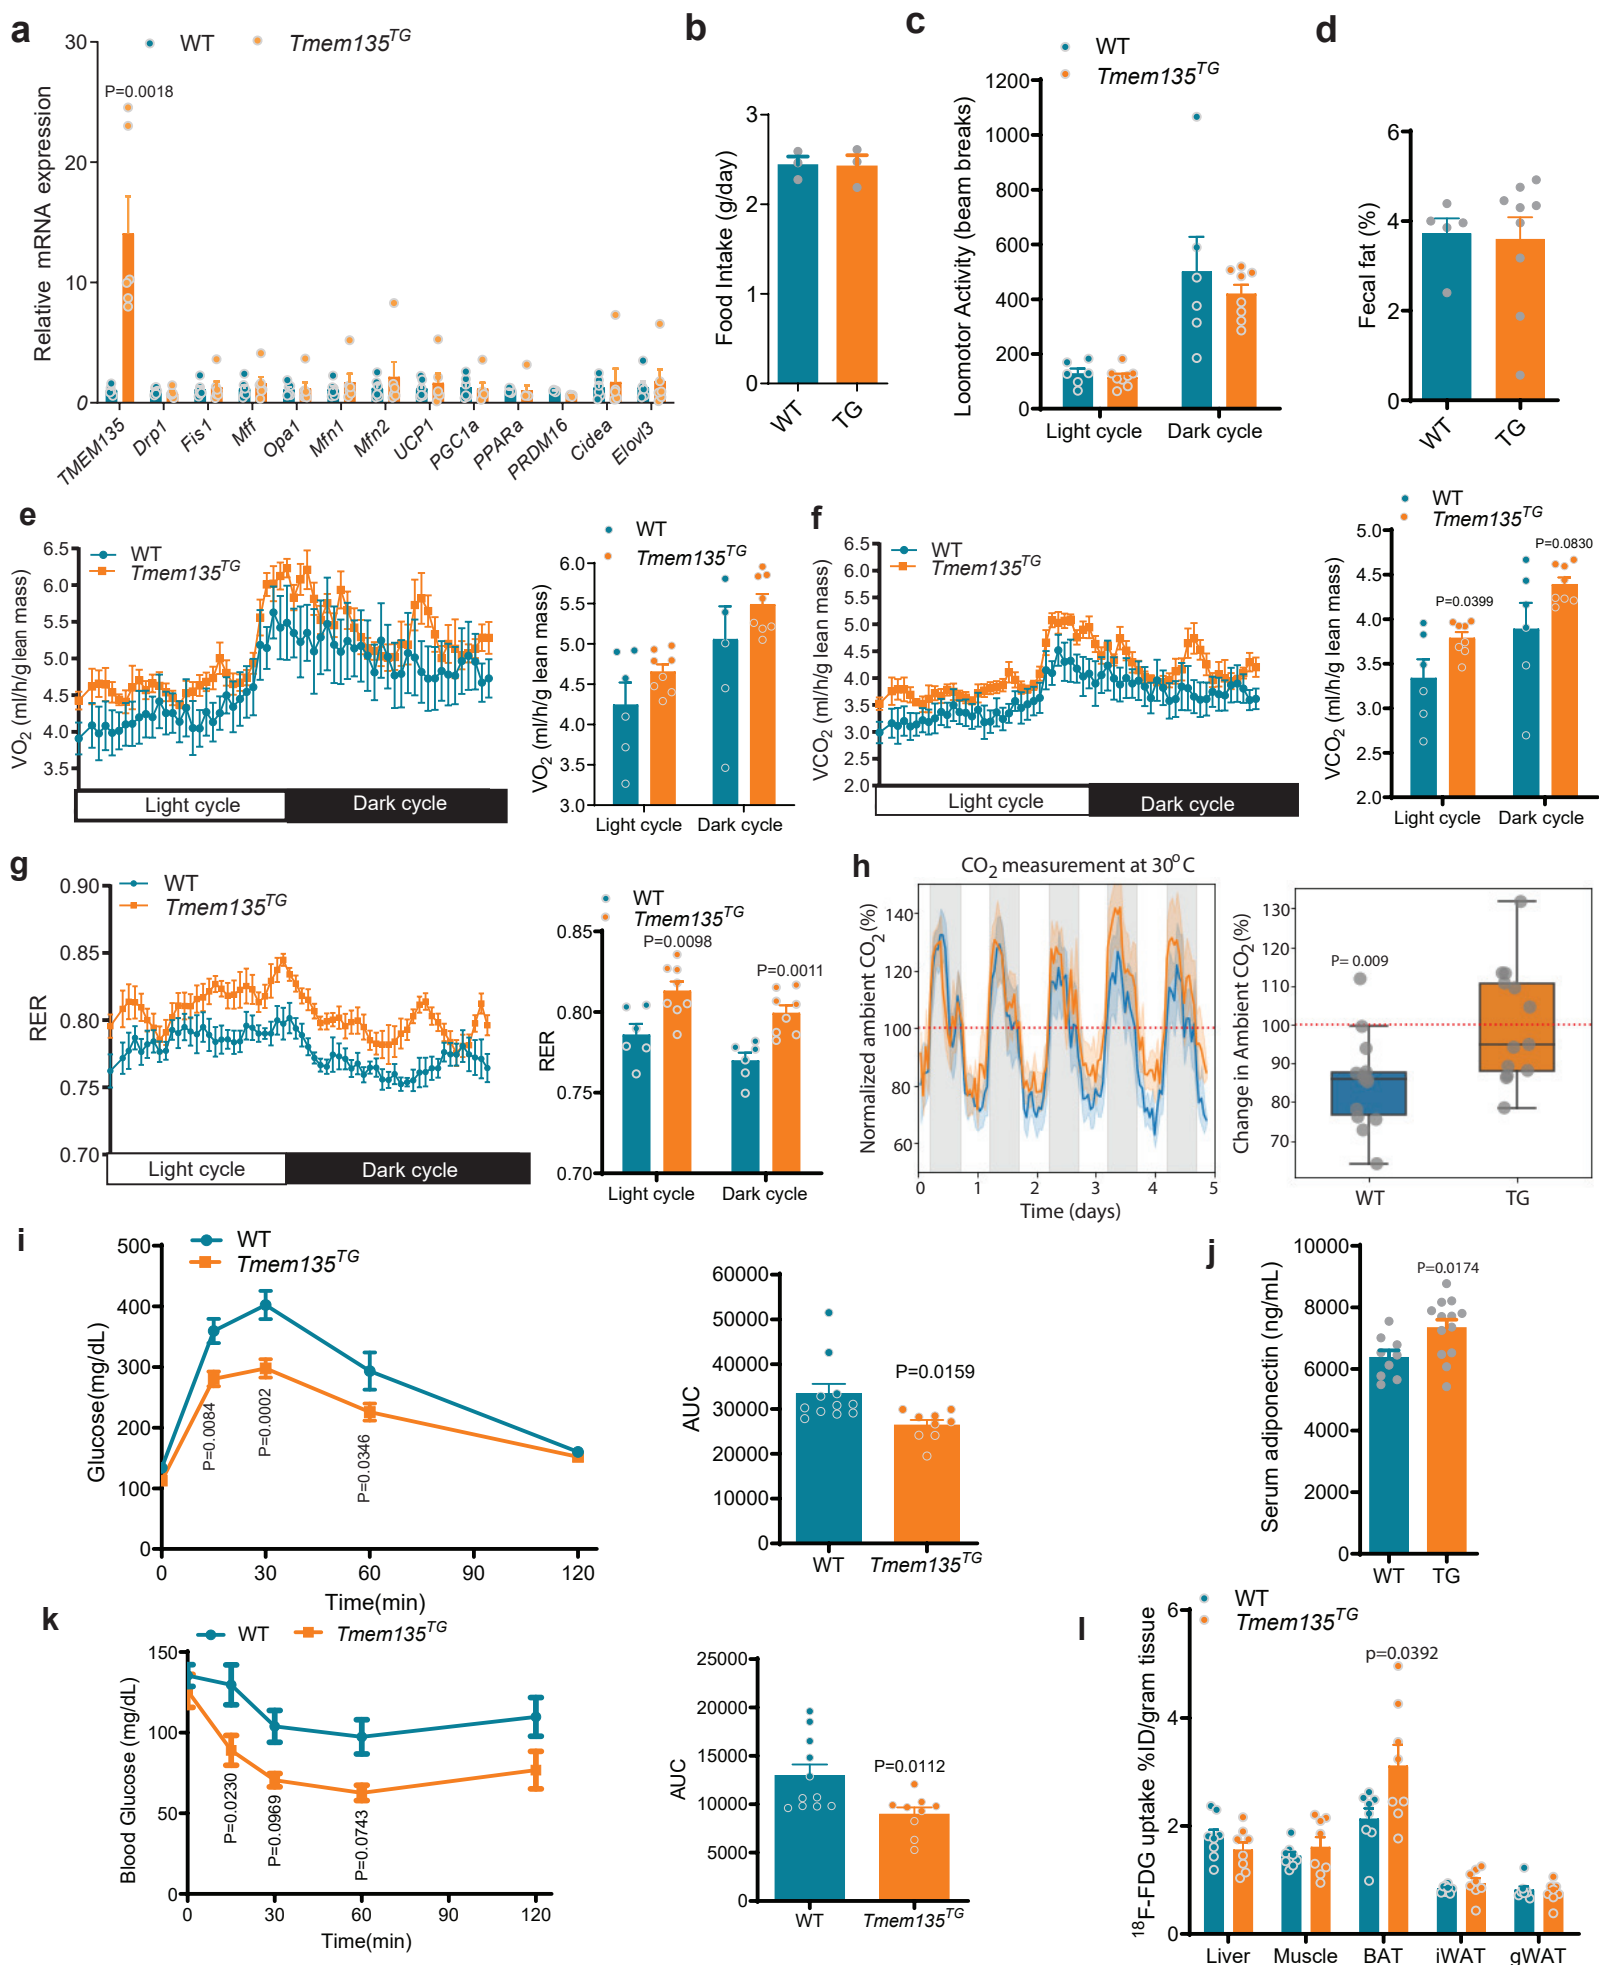 a
WT
Tmem135TG
30
20
10
0
Relative mRNA expression
P=0.0018
TMEM135
Drp1
Fis1
Mff
Opa1
Mfn1
Mfn2
UCP1
PGC1a
PPARa
PRDM16
Cidea
Elovl3
b
3
2
1
0
Food Intake (g/day)
WT
TG
c
WT
Tmem135TG
1200
1000
800
600
400
200
0
Loomotor Activity (beam breaks)
Light cycle
Dark cycle
d
6
4
2
0
Fecal fat (%)
WT
TG
e
WT
Tmem135TG
6.5
6.0
5.5
5.0
4.5
4.0
3.5
VO2 (ml/h/glean mass)
Light cycle
Dark cycle
WT
Tmem135TG
6.0
5.5
5.0
4.5
4.0
3.5
3.0
VO2 (ml/h/g lean mass)
Light cycle
Dark cycle
f
WT
Tmem135TG
6.5
6.0
5.5
5.0
4.5
4.0
3.5
3.0
2.5
2.0
VCO2 (ml/h/g lean mass)
Light cycle
Dark cycle
WT
Tmem135TG
5.0
4.5
4.0
3.5
3.0
2.5
2.0
VCO2 (ml/h/g lean mass)
P=0.0399
P=0.0830
Light cycle
Dark cycle
g
WT
Tmem135TG
0.90
0.85
0.80
0.75
0.70
RER
Light cycle
Dark cycle
WT
Tmem135TG
0.85
0.80
0.75
0.70
RER
P=0.0098
P=0.0011
Light cycle
Dark cycle
h
CO2 measurement at 30oC
140
120
100
80
60
Normalized ambient CO2(%)
0
1
2
3
4
5
Time (days)
130
120
110
100
90
80
70
Change in Ambient CO2(%)
P= 0.009
WT
TG
i
WT
Tmem135TG
500
400
300
200
100
0
Glucose(mg/dL)
P=0.0084
P=0.0002
P=0.0346
0
30
60
90
120
Time(min)
60000
50000
40000
30000
20000
10000
0
AUC
P=0.0159
WT
Tmem135TG
j
10000
8000
6000
4000
2000
0
Serum adiponectin (ng/mL)
P=0.0174
WT
TG
k
WT
Tmem135TG
150
100
50
0
Blood Glucose (mg/dL)
P=0.0230
P=0.0969
P=0.0743
0
30
60
90
120
Time(min)
25000
20000
15000
10000
5000
0
AUC
P=0.0112
WT
Tmem135TG
l
WT
Tmem135TG
6
4
2
0
18F-FDG uptake %ID/gram tissue
p=0.0392
Liver
Muscle
BAT
iWAT
gWAT